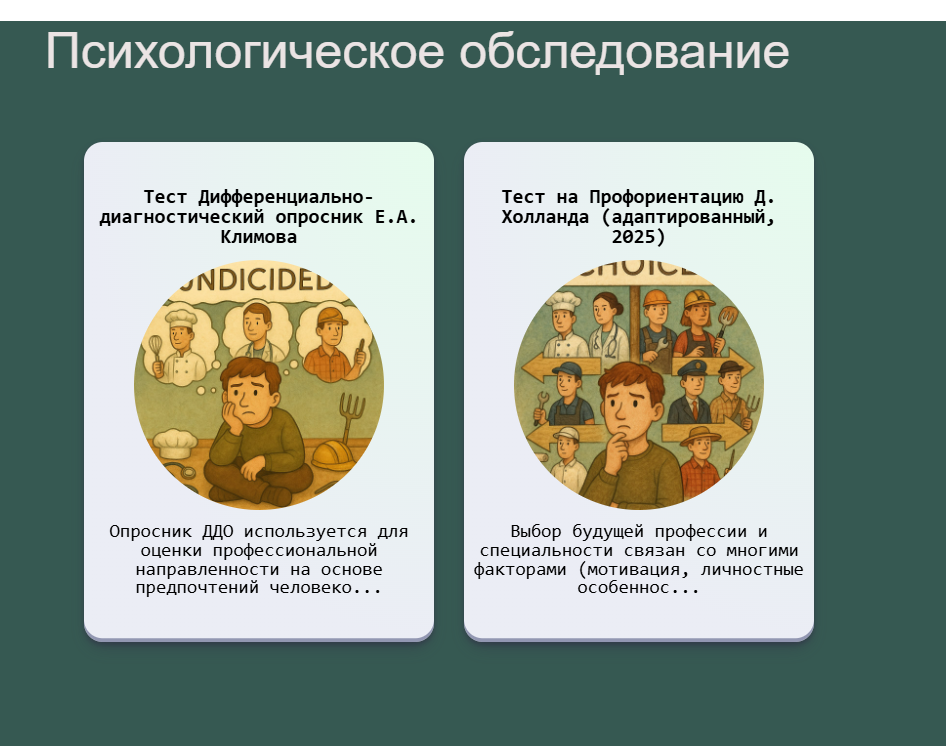 Психологическое обследование
Тест Дифференциально-
диагностический опросник Е.А.
Климова
UNDICIDED
Опросник ДДО используется для
оценки профессиональной
направленности на основе
предпочтений человеко...
Тест на Профориентацию Д.
Холланда (адаптированный,
2025)
CHOICE
Выбор будущей профессии и
специальности связан со многими
факторами (мотивация, личностные
особеннос...